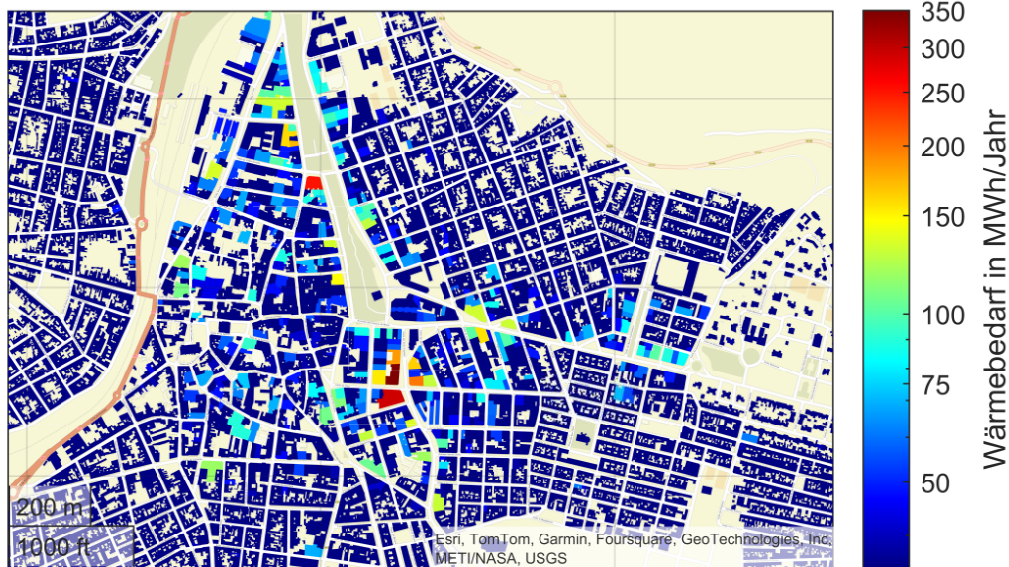 350
300
250
200
150
100
75
50
Wärmebedarf in MWh/Jahr
200 m
1000 ft
Esri, TomTom, Garmin, Foursquare, GeoTechnologies, Inc,
METI/NASA, USGS